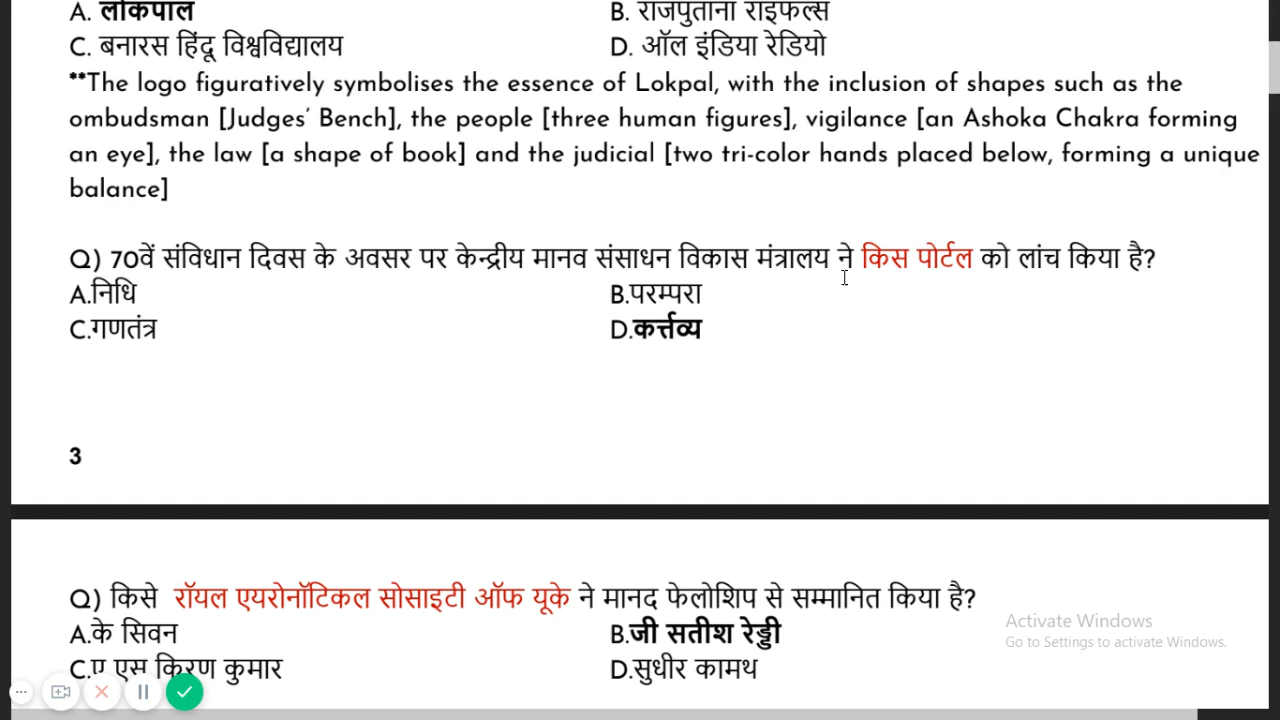 A. लोकपाल B. राजपुताना राइफल्स
C. बनारस हिंदू विश्वविद्यालय D. ऑल इंडिया रेडियो
**The logo figuratively symbolises the essence of Lokpal, with the inclusion of shapes such as the
ombudsman [Judges’ Bench], the people [three human figures], vigilance [an Ashoka Chakra forming
an eye], the law [a shape of book] and the judicial [two tri-color hands placed below, forming a unique
balance]
Q) 70वें संविधान दिवस के अवसर पर केन्द्रीय मानव संसाधन विकास मंत्रालय ने किस पोर्टल को लांच किया है?
A.निधि B.परम्परा
C.गणतंत्र D.कर्त्तव्य
3
Q) किसे रॉयल एयरोनॉटिकल सोसाइटी ऑफ यूके ने मानद फेलोशिप से सम्मानित किया है?
A.के सिवन B.जी सतीश रेड्डी
C.ए एस किरण कुमार D.सुधीर कामथ
Activate Windows
Go to Settings to activate Windows.